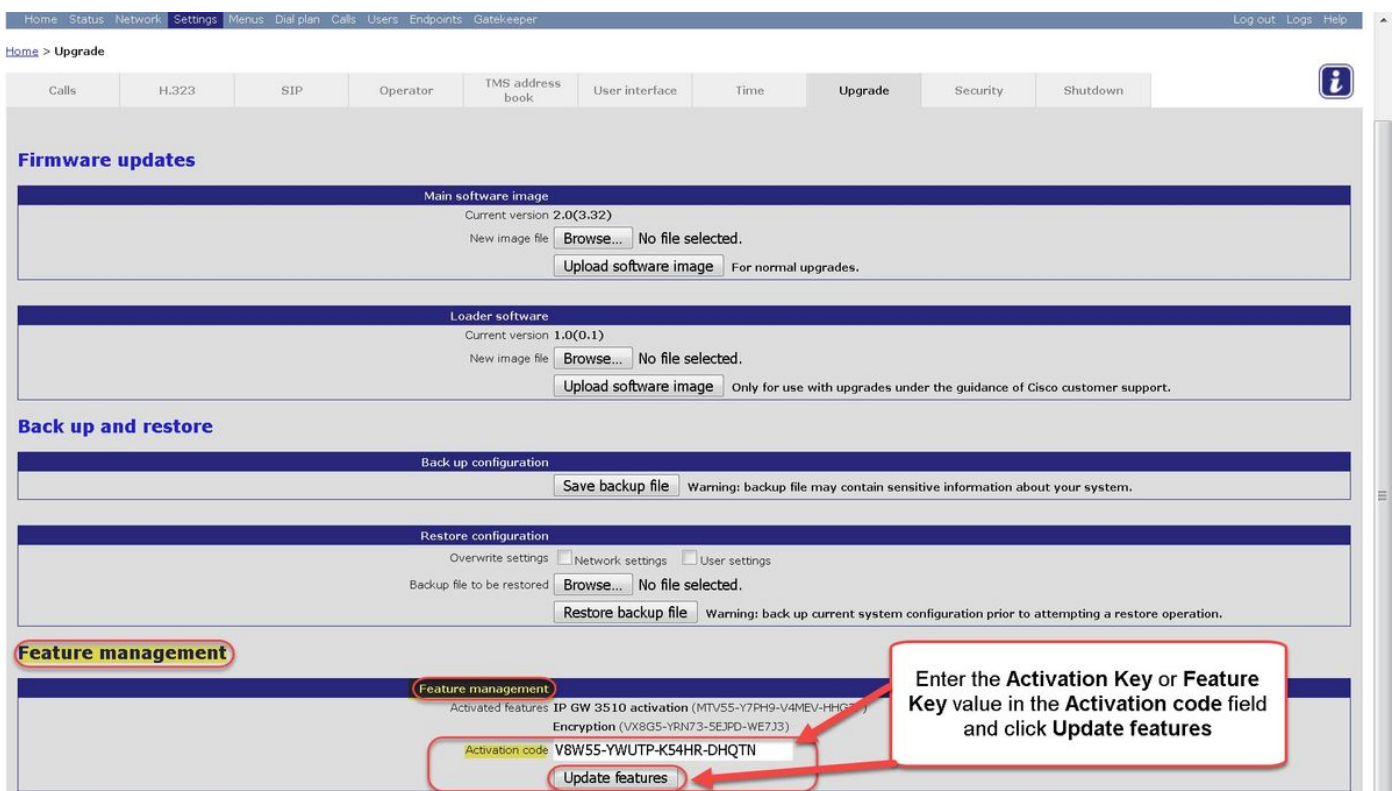 Home Status Network Settings Menus Dial plan Calls Users Endpoints Gatekeeper Log out Logs Help
Home > Upgrade
Calls H.323 SIP Operator TMS address book User interface Time Upgrade Security Shutdown
Firmware updates
Main software image
Current version 2.0(3.32)
New image file Browse... No file selected.
Upload software image For normal upgrades.
Loader software
Current version 1.0(0.1)
New image file Browse... No file selected.
Upload software image Only for use with upgrades under the guidance of Cisco customer support.
Back up and restore
Back up configuration
Save backup file Warning: backup file may contain sensitive information about your system.
Restore configuration
Overwrite settings Network settings User settings
Backup file to be restored Browse... No file selected.
Restore backup file Warning: back up current system configuration prior to attempting a restore operation.
Feature management
Feature management
Activated features IP GW 3510 activation
Encryption (VX8G5-YRN73-5EJPD-WE7J3)
Activation code V8W55-YWUTP-K54HR-DHQTN
Update features
Enter the Activation Key or Feature
Key value in the Activation code field
and click Update features